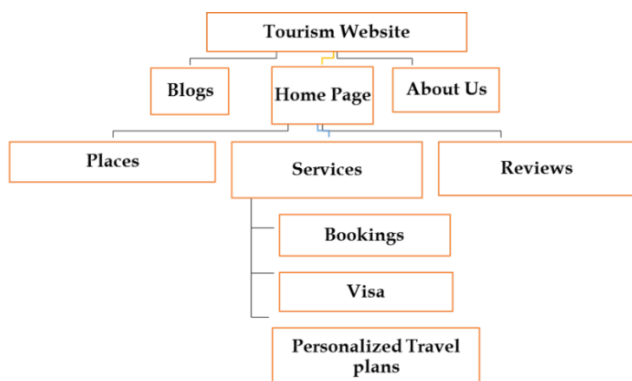 Tourism Website
Blogs
Home Page
About Us
Places
Services
Reviews
Bookings
Visa
Personalized Travel
plans